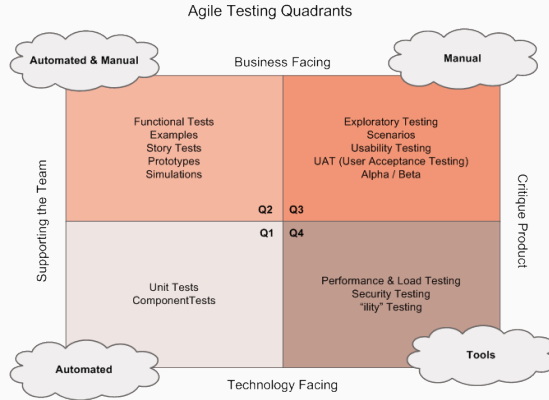 Agile Testing Quadrants
Automated & Manual
Business Facing
Manual
Functional Tests
Examples
Story Tests
Prototypes
Simulations
Q2
Exploratory Testing
Scenarios
Usability Testing
UAT (User Acceptance Testing)
Alpha / Beta
Q3
Supporting the Team
Critique Product
Q1
Unit Tests
ComponentTests
Q4
Performance & Load Testing
Security Testing
“ility” Testing
Automated
Technology Facing
Tools